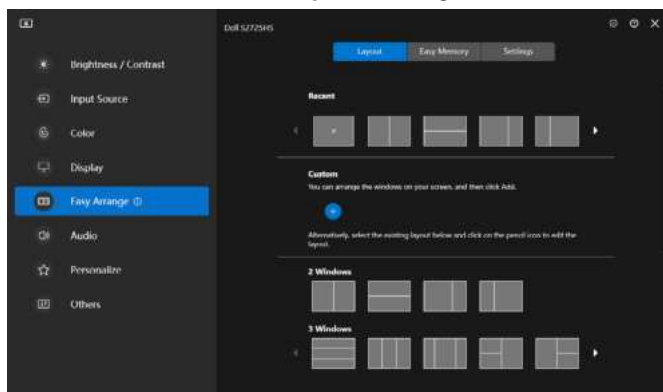 Dell S2725HS
Brightness / Contrast
Input Source
Color
Display
Easy Arrange
Audio
Personalize
Others
Layout
Easy Memory
Settings
Recent
Custom
You can arrange the windows on your screen, and then click Add.
Alternatively, select the existing layout below and click on the pencil icon to edit the
layout.
2 Windows
3 Windows